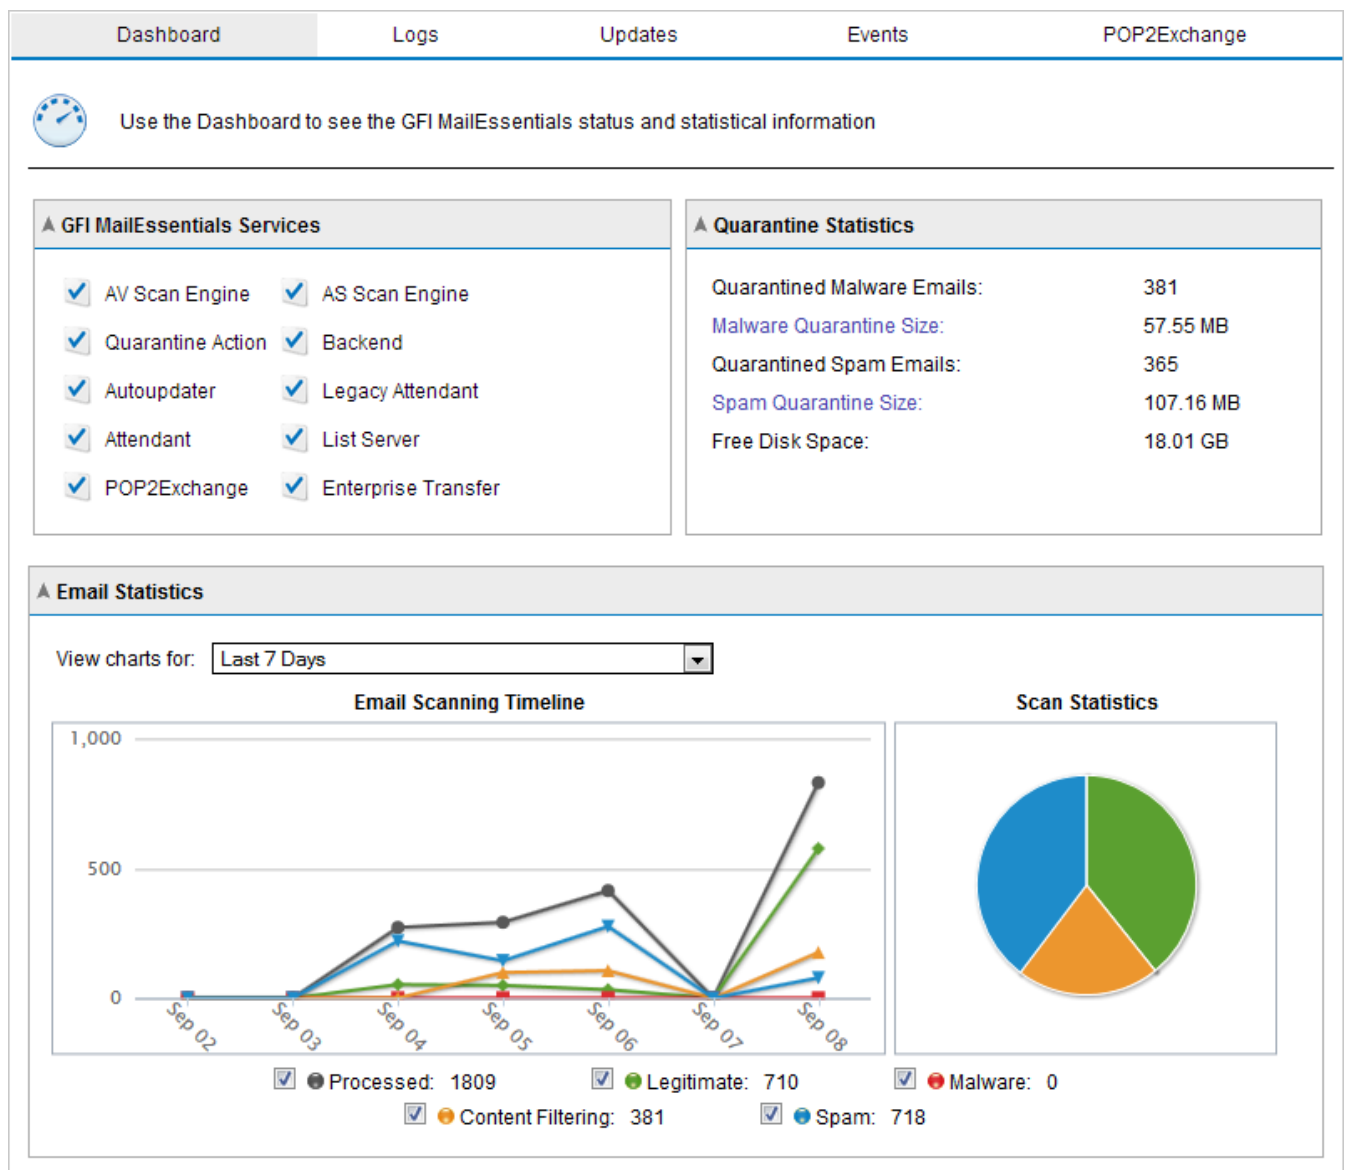 Dashboard Logs Updates Events POP2Exchange
Use the Dashboard to see the GFI MailEssentials status and statistical information
GFI MailEssentials Services
AV Scan Engine AS Scan Engine
Quarantine Action Backend
Autoupdater Legacy Attendant
Attendant List Server
POP2Exchange Enterprise Transfer
Quarantine Statistics
Quarantined Malware Emails: 381
Malware Quarantine Size: 57.55 MB
Quarantined Spam Emails: 365
Spam Quarantine Size: 107.16 MB
Free Disk Space: 18.01 GB
Email Statistics
View charts for: Last 7 Days
Email Scanning Timeline
1,000
500
0
Sep 02 Sep 03 Sep 04 Sep 05 Sep 06 Sep 07 Sep 08
Scan Statistics
Processed: 1809 Legitimate: 710 Malware: 0
Content Filtering: 381 Spam: 718